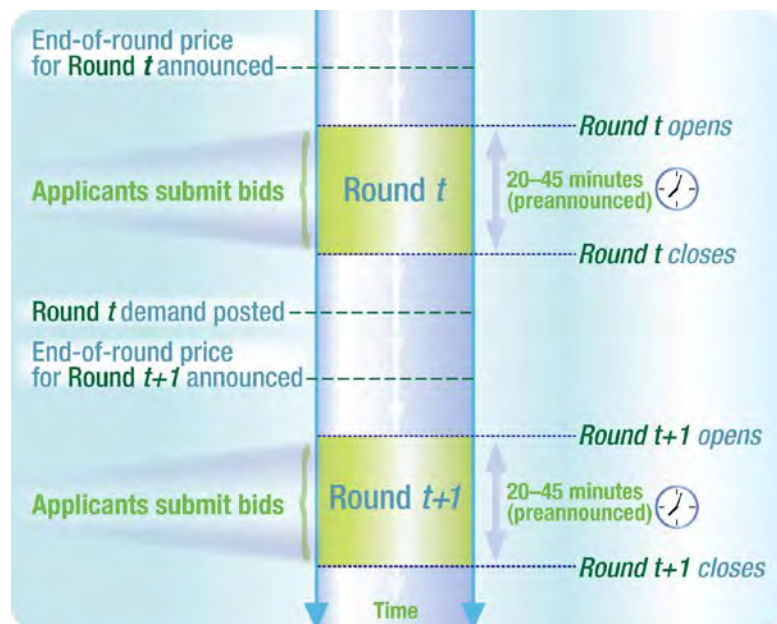 End-of-round price
for Round t announced
Round t opens
Applicants submit bids
Round t
20–45 minutes
(preannounced)
Round t closes
Round t demand posted
End-of-round price
for Round t+1 announced
Round t+1 opens
Applicants submit bids
Round t+1
20–45 minutes
(preannounced)
Round t+1 closes
Time